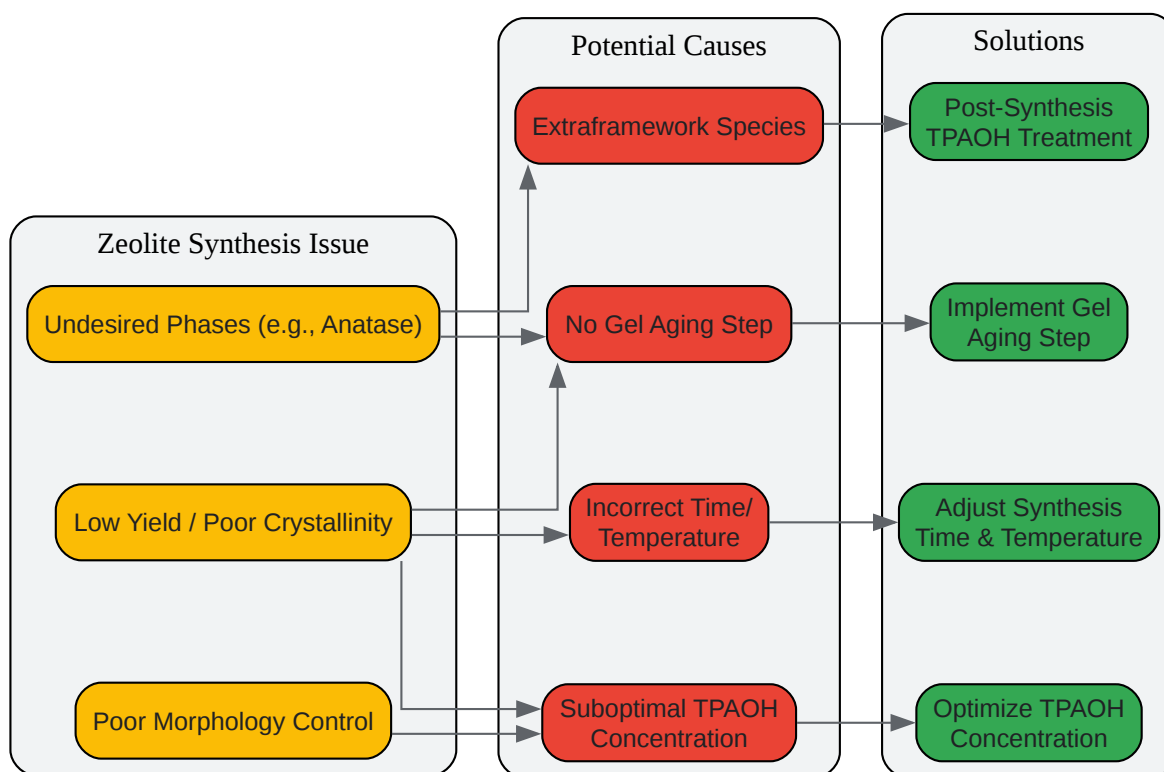 Zeolite Synthesis Issue
Undesired Phases (e.g., Anatase)
Low Yield / Poor Crystallinity
Poor Morphology Control
Potential Causes
Extraframework Species
No Gel Aging Step
Incorrect Time/
Temperature
Suboptimal TPAOH
Concentration
Solutions
Post-Synthesis
TPAOH Treatment
Implement Gel
Aging Step
Adjust Synthesis
Time & Temperature
Optimize TPAOH
Concentration